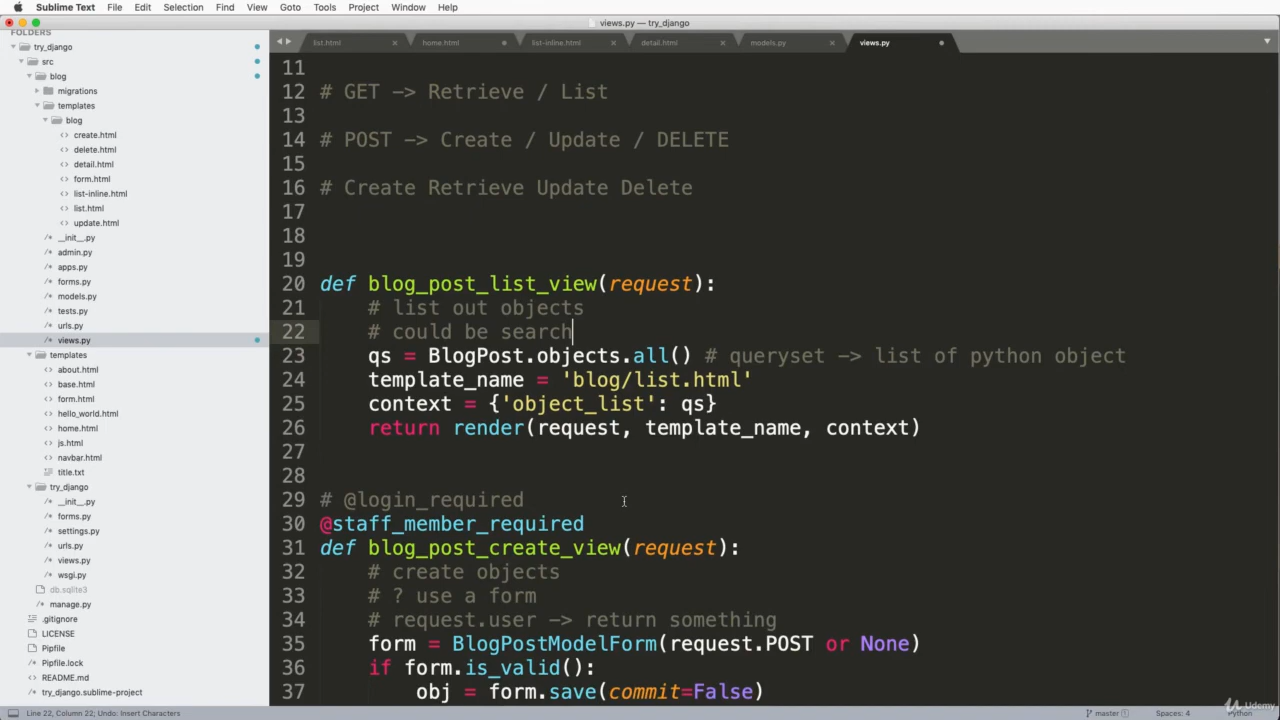 Sublime Text File Edit Selection Find View Goto Tools Project Window Help
views.py — try_django
FOLDERS
try_django
src
blog
migrations
templates
blog
create.html
delete.html
detail.html
form.html
list-inline.html
list.html
update.html
__init__.py
admin.py
apps.py
forms.py
models.py
tests.py
urls.py
views.py
templates
about.html
base.html
form.html
hello_world.html
home.html
js.html
navbar.html
title.txt
try_django
__init__.py
forms.py
settings.py
urls.py
views.py
wsgi.py
db.sqlite3
manage.py
.gitignore
LICENSE
Pipfile
Pipfile.lock
README.md
try_django.sublime-project
list.html home.html list-inline.html detail.html models.py views.py
11
12 # GET -> Retrieve / List
13
14 # POST -> Create / Update / DELETE
15
16 # Create Retrieve Update Delete
17
18
19
20 def blog_post_list_view(request):
21 # list out objects
22 # could be search
23 qs = BlogPost.objects.all() # queryset -> list of python object
24 template_name = 'blog/list.html'
25 context = {'object_list': qs}
26 return render(request, template_name, context)
27
28
29 # @login_required
30 @staff_member_required
31 def blog_post_create_view(request):
32 # create objects
33 # ? use a form
34 # request.user -> return something
35 form = BlogPostModelForm(request.POST or None)
36 if form.is_valid():
37 obj = form.save(commit=False)
Line 22, Column 22; Undo: Insert Characters
master 1 Spaces: 4 Python
Udemy